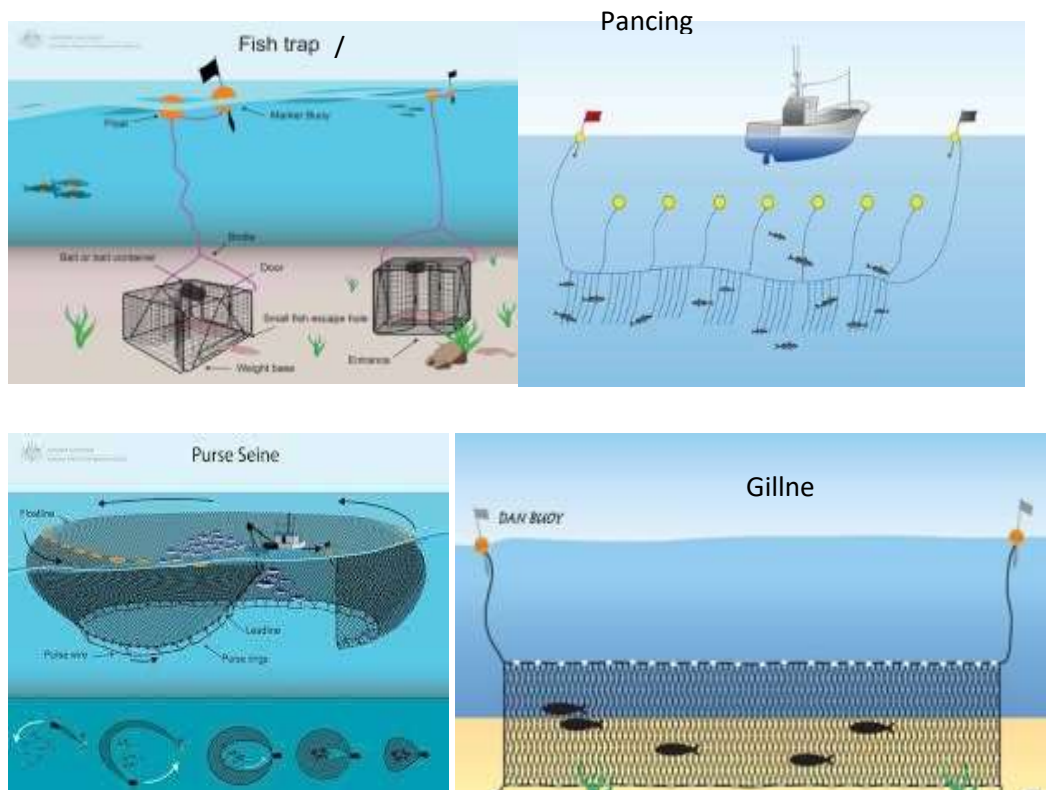 Fish trap /
Float
Marker Buoy
Bridle
Bait or bait container
Door
Small fish escape hole
Entrance
Weight base
Pancing
Purse Seine
Floatline
Leadline
Purse wire
Purse rings
Gillne
DAN BUOY